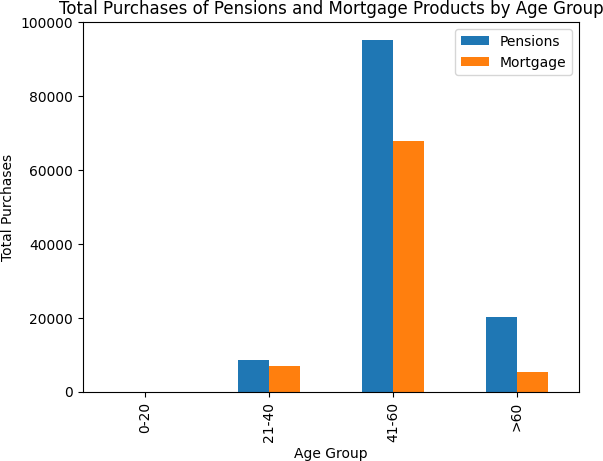 Total Purchases of Pensions and Mortgage Products by Age Group
100000
80000
60000
40000
20000
0
Total Purchases
Pensions
Mortgage
0-20
21-40
41-60
>60
Age Group